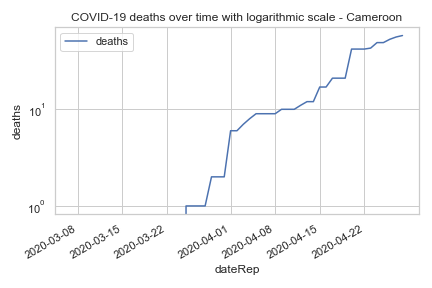 COVID-19 deaths over time with logarithmic scale - Cameroon
deaths
deaths
10¹
10⁰
2020-03-08
2020-03-15
2020-03-22
2020-04-01
2020-04-08
2020-04-15
2020-04-22
dateRep